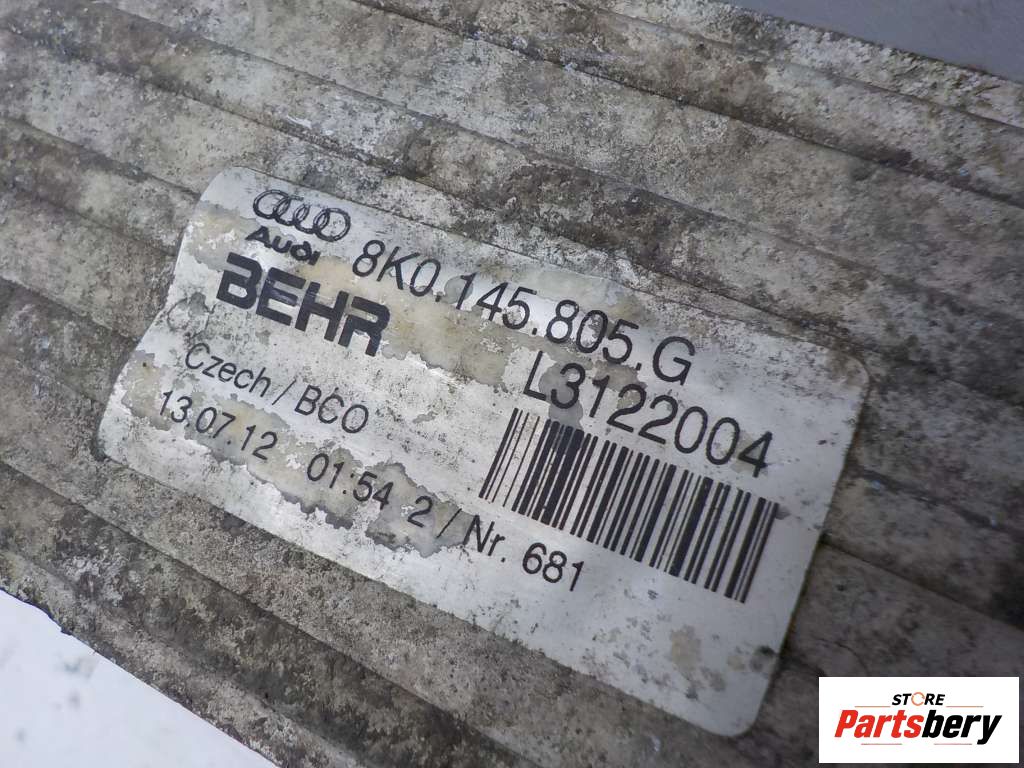 Audi 8K0.145.805.G
BEHR L3122004
Czech / BCO
13.07.12 01:54 2 / Nr. 681
STORE
Partsbery